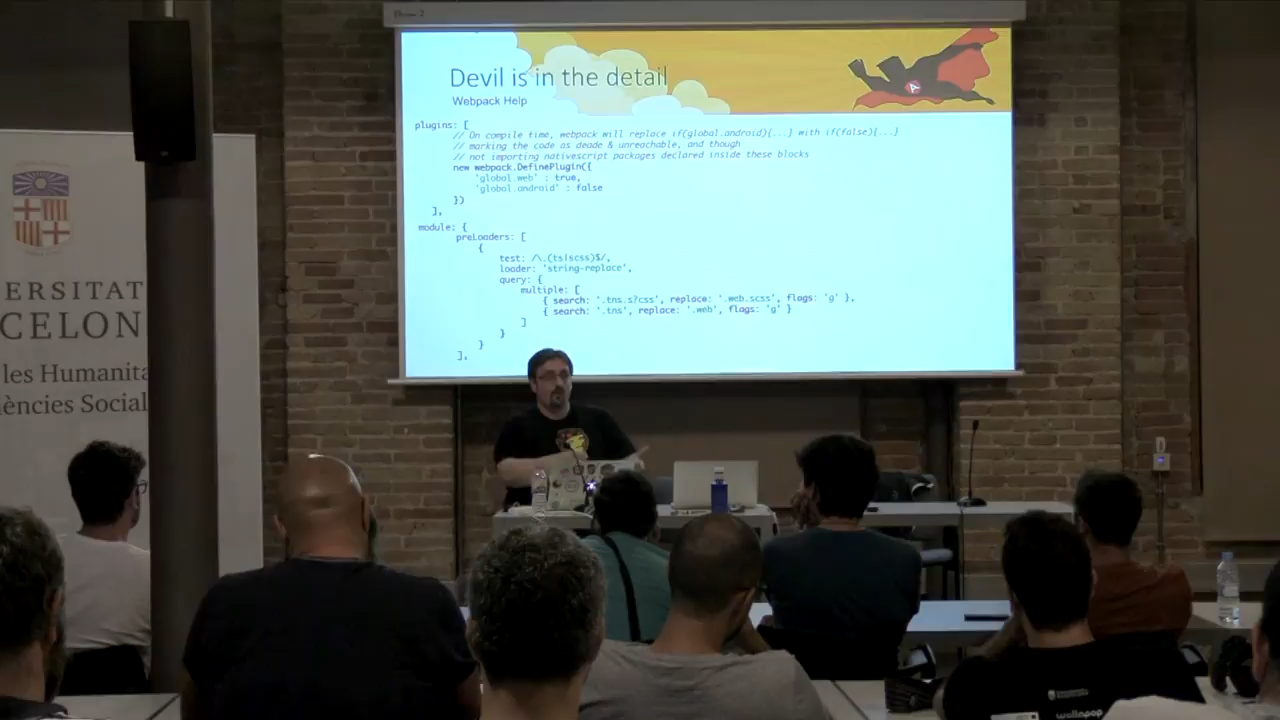 Devil is in the detail
Webpack Help
plugins: [
// On compile time, webpack will replace if(global.android){...} with if(false){...}
// marking the code as deade & unreachable, and though
// not importing nativescript packages declared inside these blocks
new webpack.DefinePlugin({
'global.web' : true,
'global.android' : false
})
],
module: {
preLoaders: [
{
test: /\.(ts|scss)$/,
loader: 'string-replace',
query: {
multiple: [
{ search: '.tns.s?css', replace: '.web.scss', flags: 'g' },
{ search: '.tns', replace: '.web', flags: 'g' }
]
}
}
],
ERSITAT
CELON
les Humanita
iències Social
wallapop